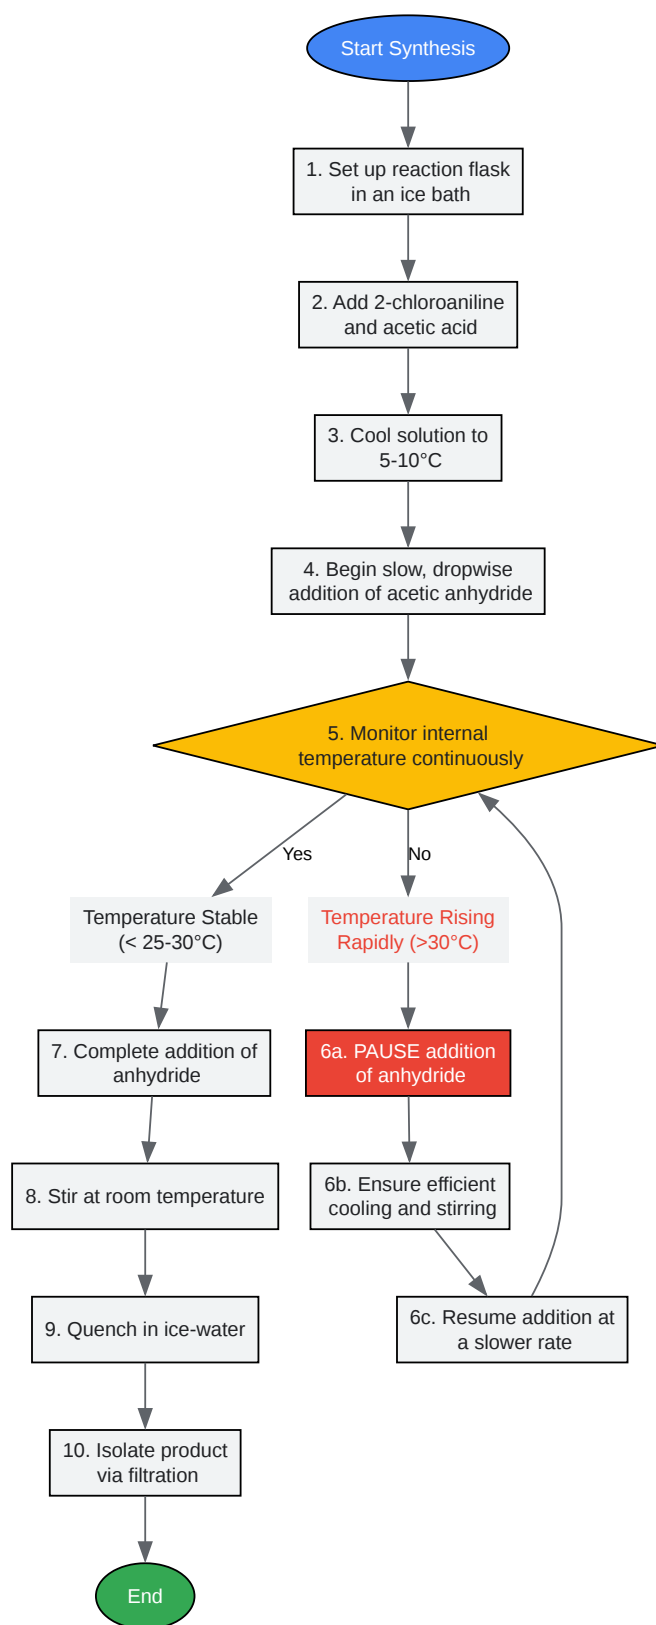 Start Synthesis
1. Set up reaction flask
in an ice bath
2. Add 2-chloroaniline
and acetic acid
3. Cool solution to
5-10°C
4. Begin slow, dropwise
addition of acetic anhydride
5. Monitor internal
temperature continuously
Yes
No
Temperature Stable
(< 25-30°C)
Temperature Rising
Rapidly (>30°C)
7. Complete addition of
anhydride
6a. PAUSE addition
of anhydride
8. Stir at room temperature
6b. Ensure efficient
cooling and stirring
9. Quench in ice-water
6c. Resume addition at
a slower rate
10. Isolate product
via filtration
End